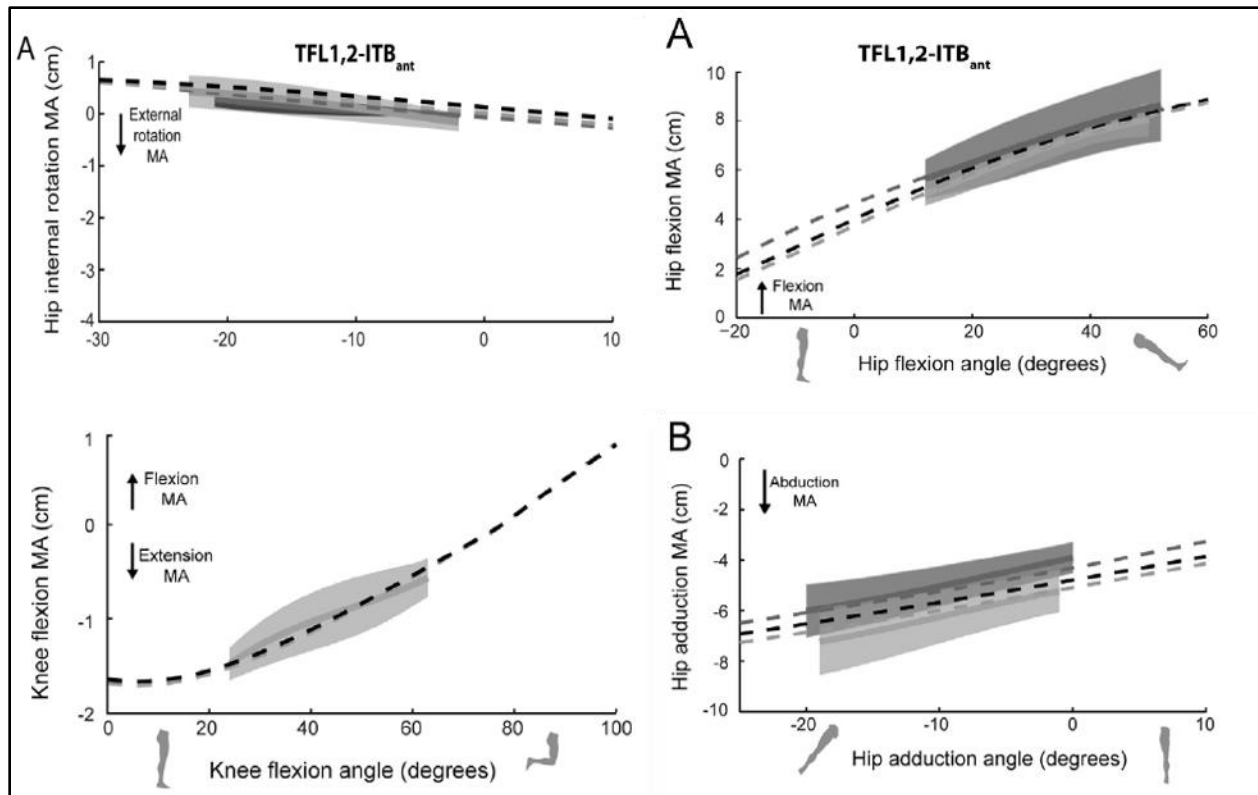 A
TFL1,2-ITBant
Hip internal rotation MA (cm)
1
0
-1
-2
-3
-4
External
rotation
MA
-30
-20
-10
0
10
A
TFL1,2-ITBant
Hip flexion MA (cm)
10
8
6
4
2
0
Flexion
MA
-20
0
20
40
60
Hip flexion angle (degrees)
Knee flexion MA (cm)
1
0
-1
-2
Flexion
MA
Extension
MA
0
20
40
60
80
100
Knee flexion angle (degrees)
B
Hip adduction MA (cm)
0
-2
-4
-6
-8
-10
Abduction
MA
-20
-10
0
10
Hip adduction angle (degrees)